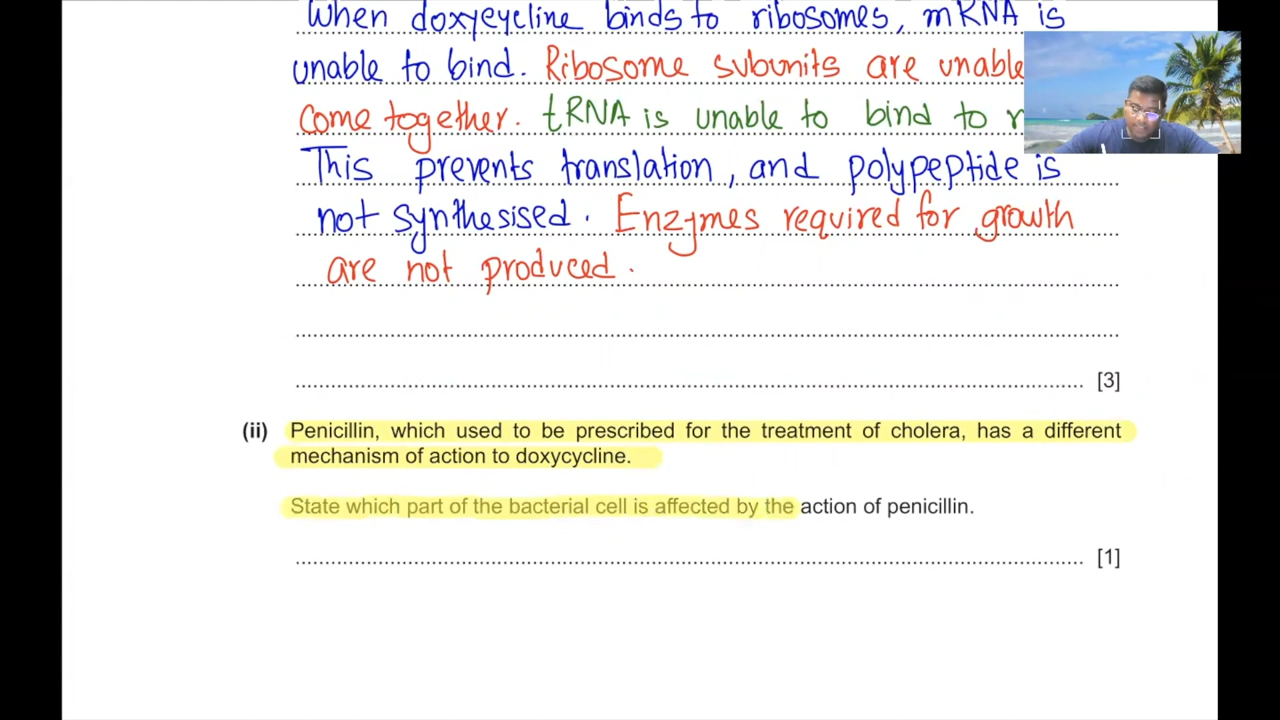 When doxycycline binds to ribosomes, mRNA is
unable to bind. Ribosome subunits are unable
come together. tRNA is unable to bind to
This prevents translation, and polypeptide is
not synthesised. Enzymes required for growth
are not produced.
[3]
(ii) Penicillin, which used to be prescribed for the treatment of cholera, has a different
mechanism of action to doxycycline.
State which part of the bacterial cell is affected by the action of penicillin.
[1]